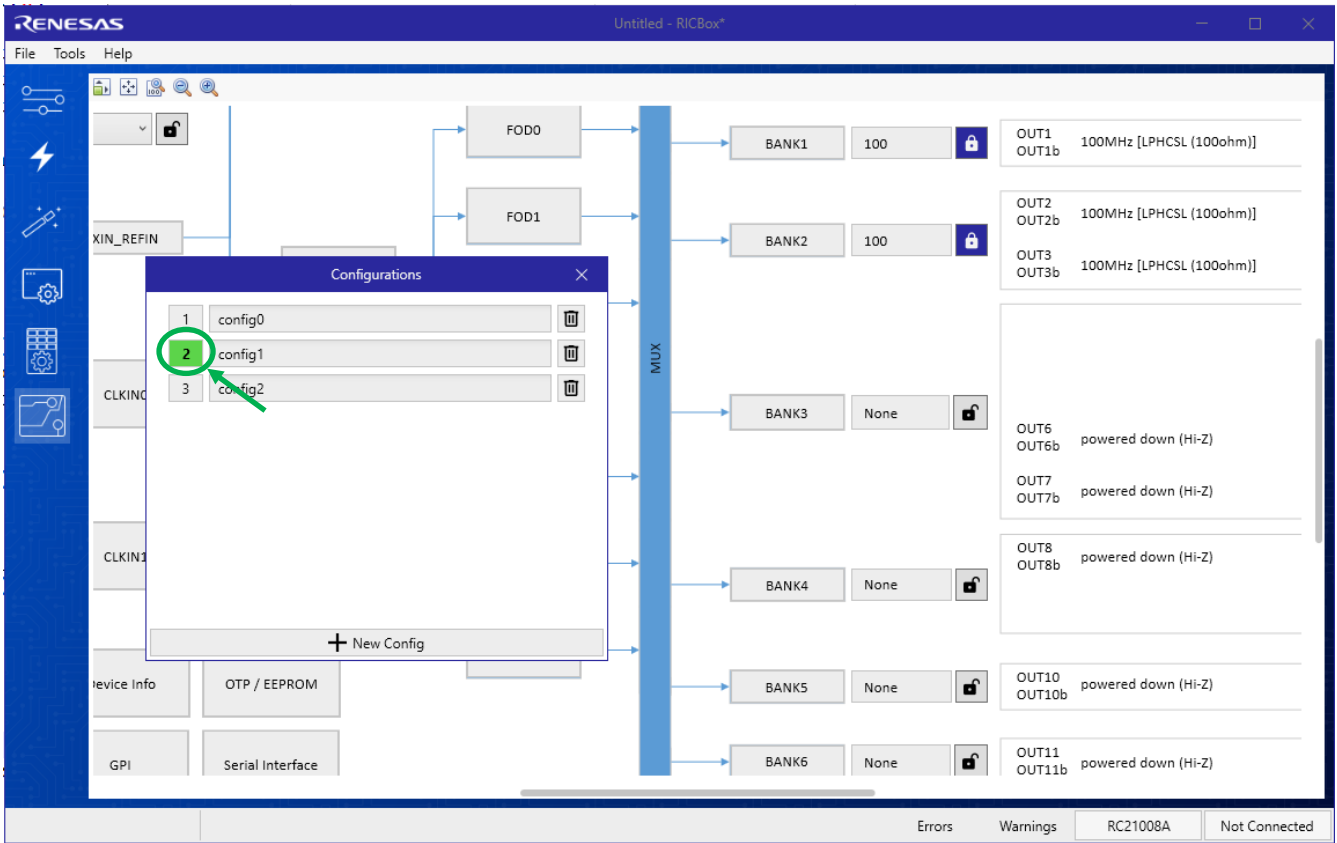 RENESAS
Untitled - RICBox*
File Tools Help
FOD0
FOD1
XIN_REFIN
MUX
BANK1 100
OUT1 100MHz [LPHCSL (100ohm)]
OUT1b
BANK2 100
OUT2 100MHz [LPHCSL (100ohm)]
OUT2b
OUT3 100MHz [LPHCSL (100ohm)]
OUT3b
Configurations
1 config0
2 config1
3 config2
New Config
CLKIN0
CLKIN1
BANK3 None
OUT6 powered down (Hi-Z)
OUT6b
OUT7 powered down (Hi-Z)
OUT7b
BANK4 None
OUT8 powered down (Hi-Z)
OUT8b
Device Info OTP / EEPROM
BANK5 None
OUT10 powered down (Hi-Z)
OUT10b
GPI Serial Interface
BANK6 None
OUT11 powered down (Hi-Z)
OUT11b
Errors Warnings RC21008A Not Connected